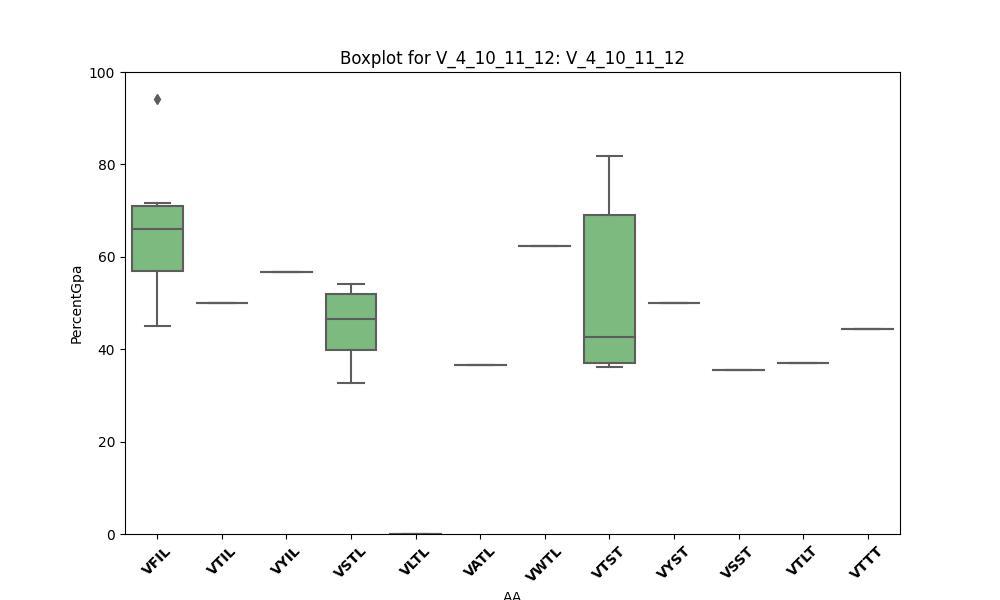 Boxplot for V_4_10_11_12: V_4_10_11_12
100
80
60
40
20
0
PercentGpa
VFIL
VTIL
VYIL
VSTL
VLTL
VATL
VWTL
VTST
VYST
VSST
VTLT
VTTT
AA